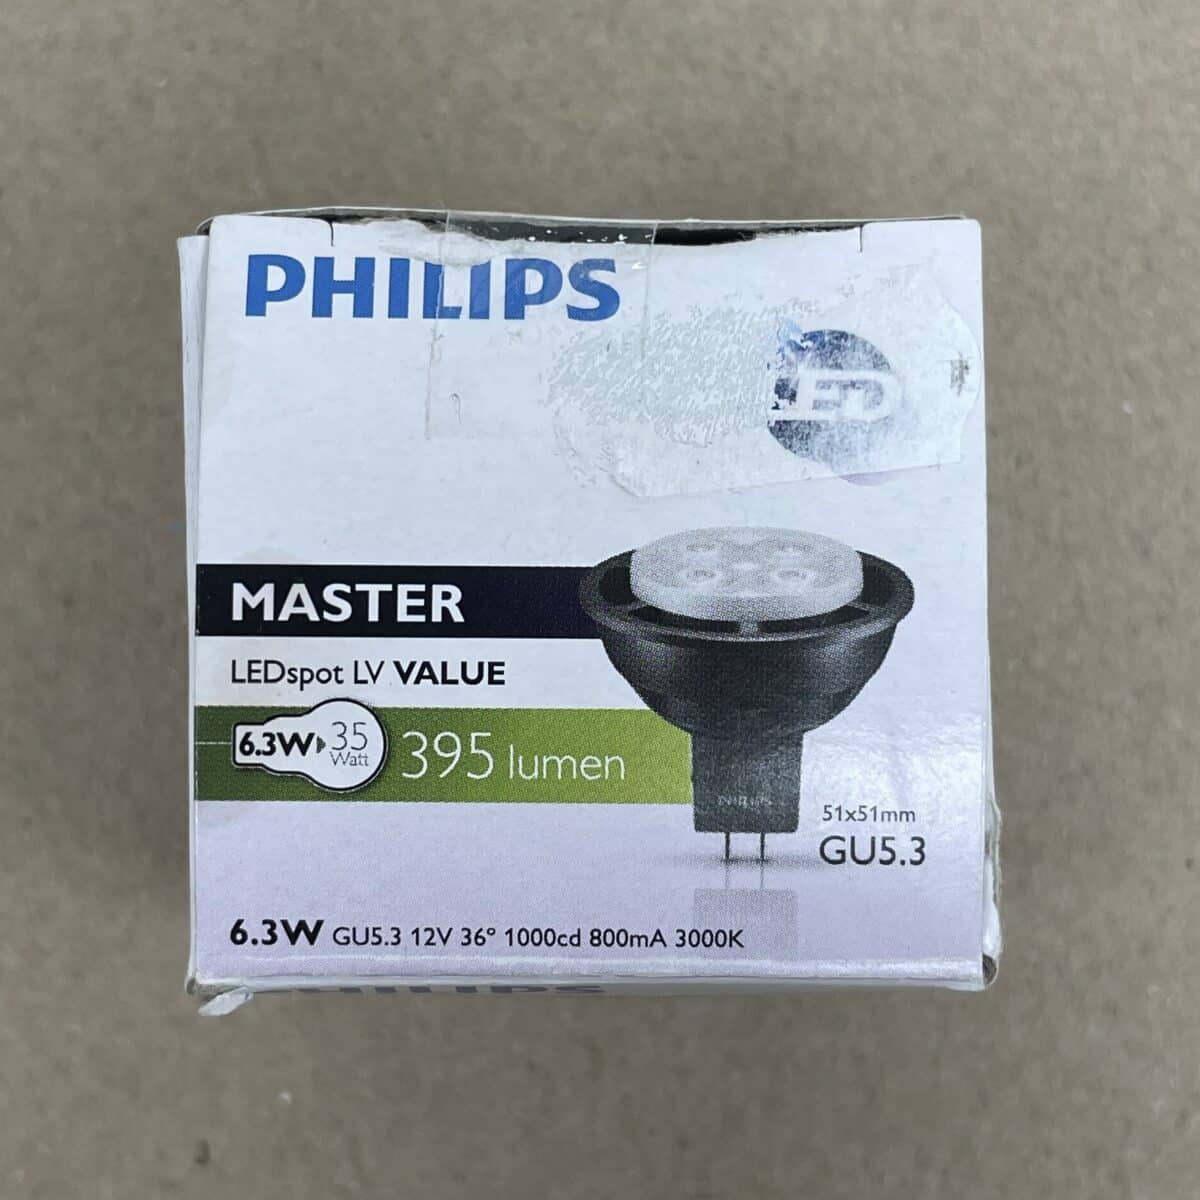 PHILIPS
LED
MASTER
LEDspot LV VALUE
6.3W
35
Watt
395 lumen
PHILIPS
51x51mm
GU5.3
6.3W GU5.3 12V 36° 1000cd 800mA 3000K
PHILIPS